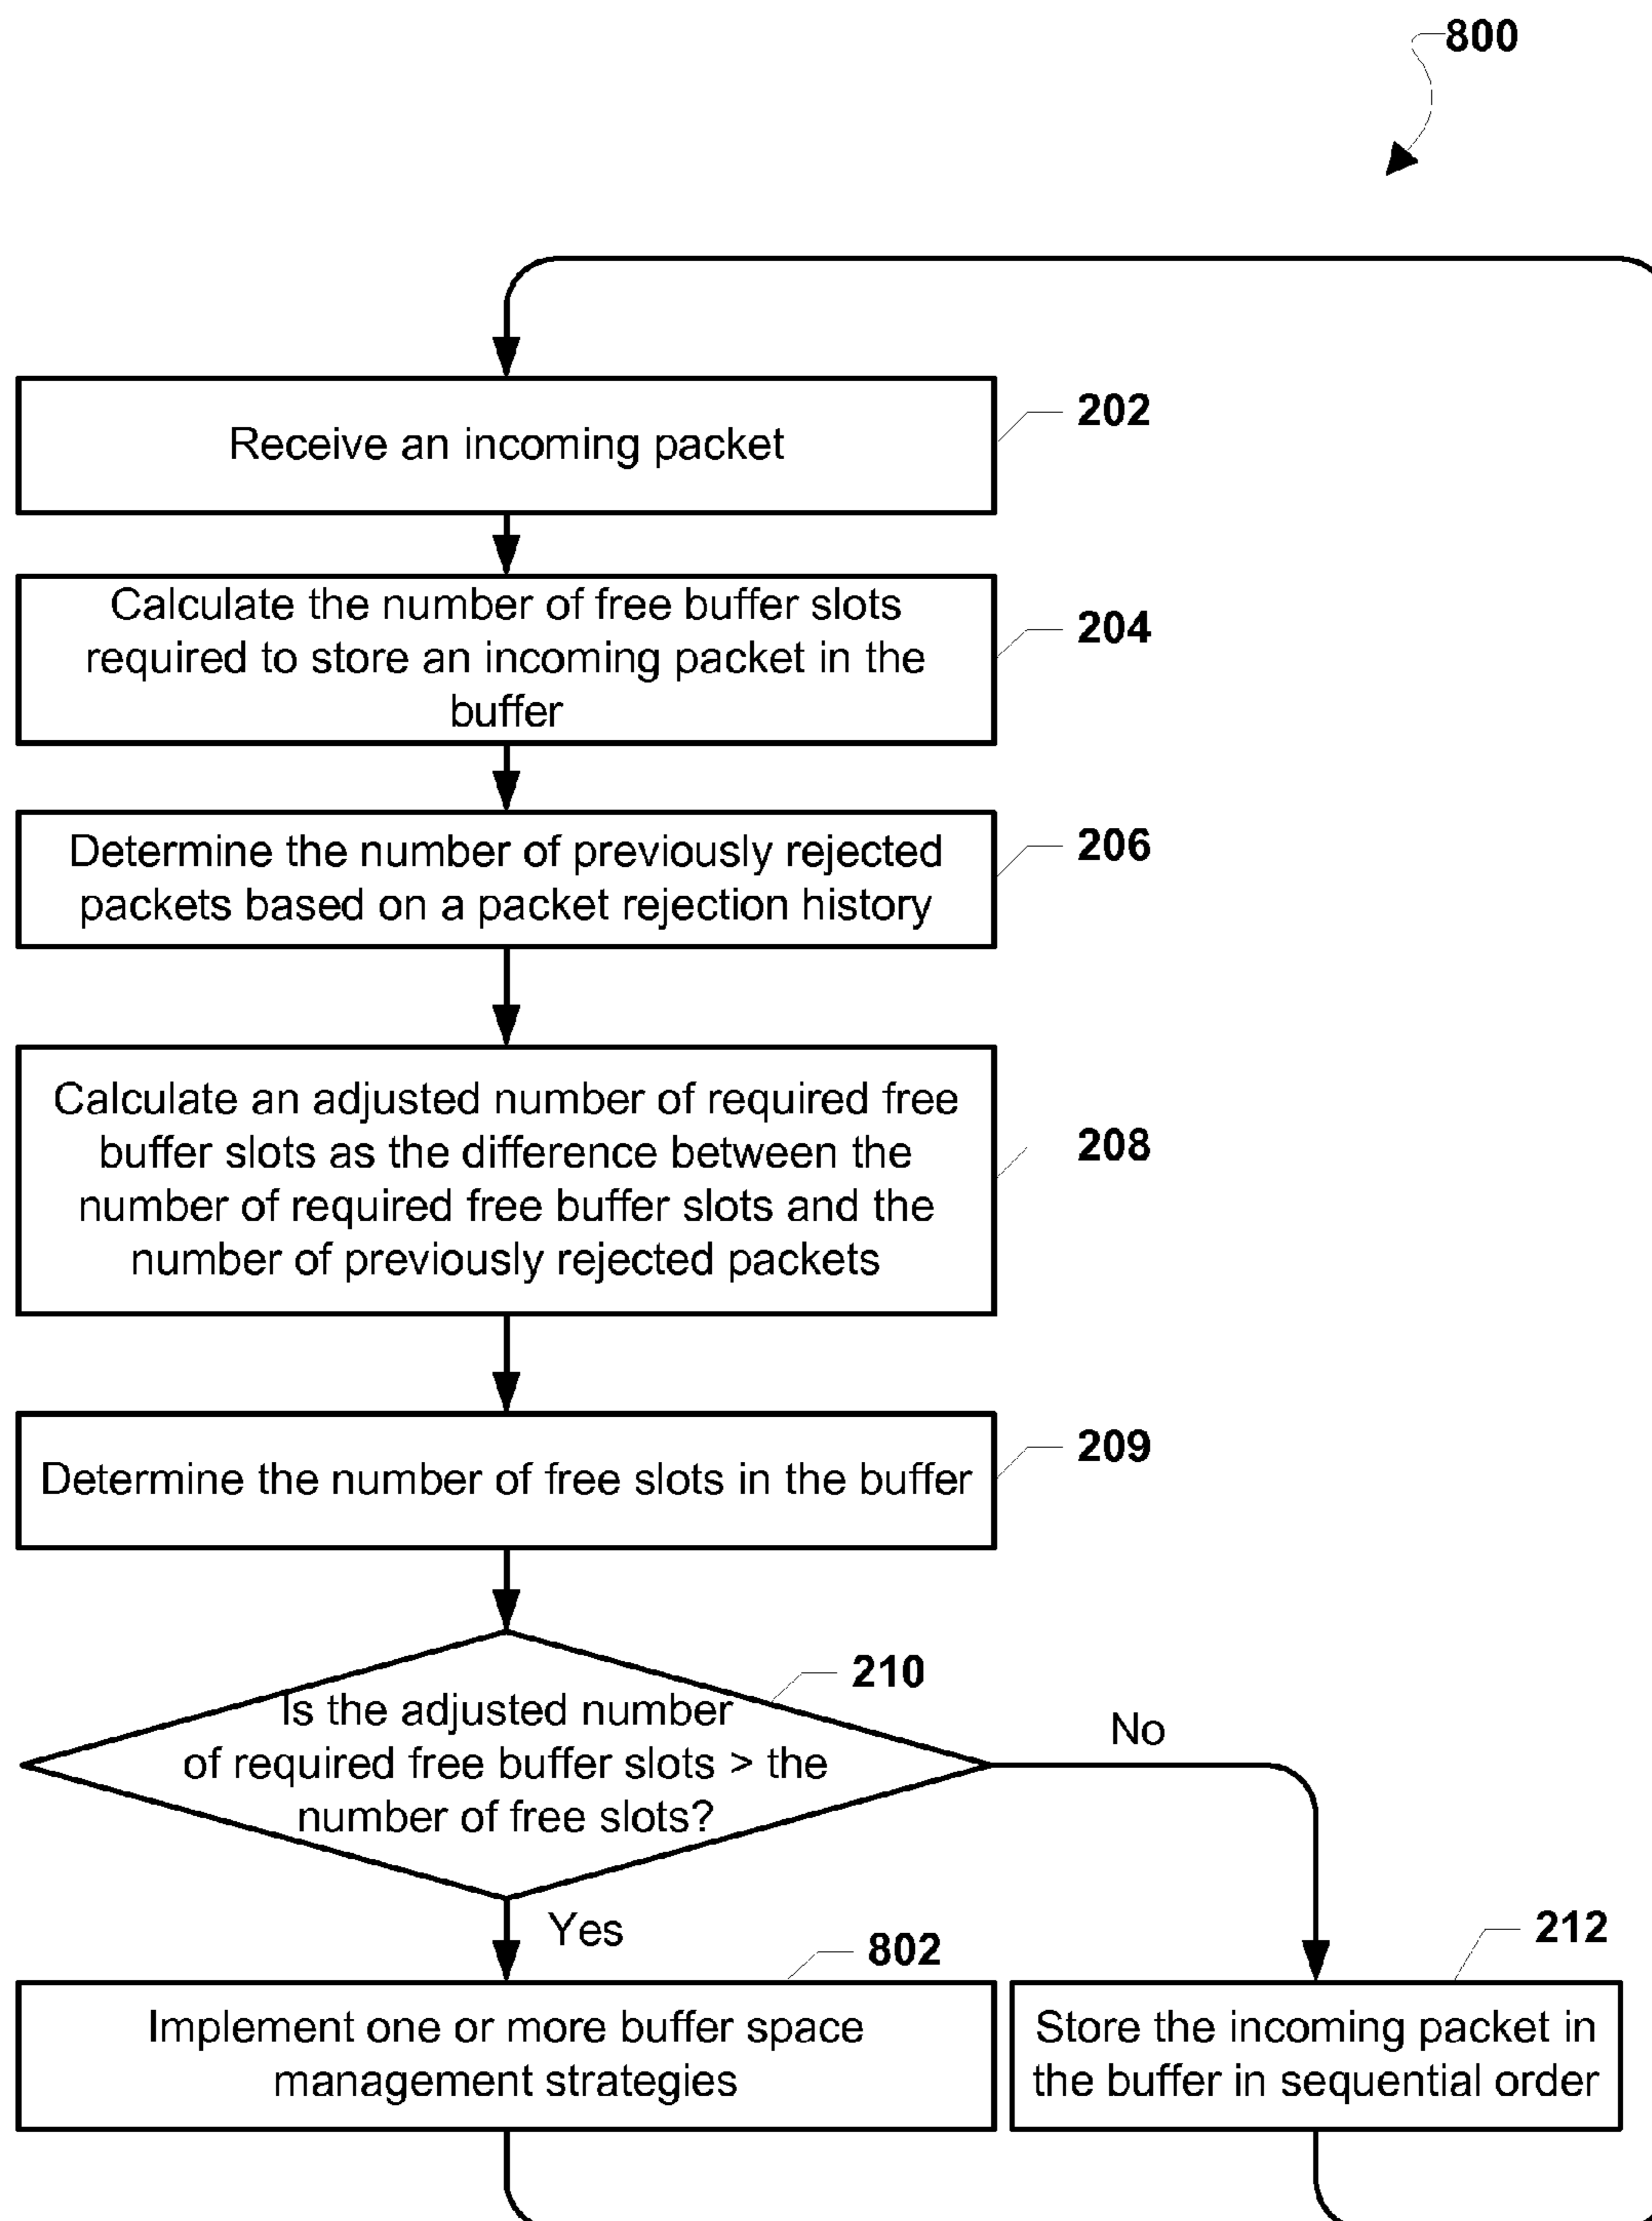 800
Receive an incoming packet
202
Calculate the number of free buffer slots
required to store an incoming packet in the
buffer
204
Determine the number of previously rejected
packets based on a packet rejection history
206
Calculate an adjusted number of required free
buffer slots as the difference between the
number of required free buffer slots and the
number of previously rejected packets
208
Determine the number of free slots in the buffer
209
Is the adjusted number
of required free buffer slots > the
number of free slots?
210
No
Yes
802
212
Implement one or more buffer space
management strategies
Store the incoming packet in
the buffer in sequential order